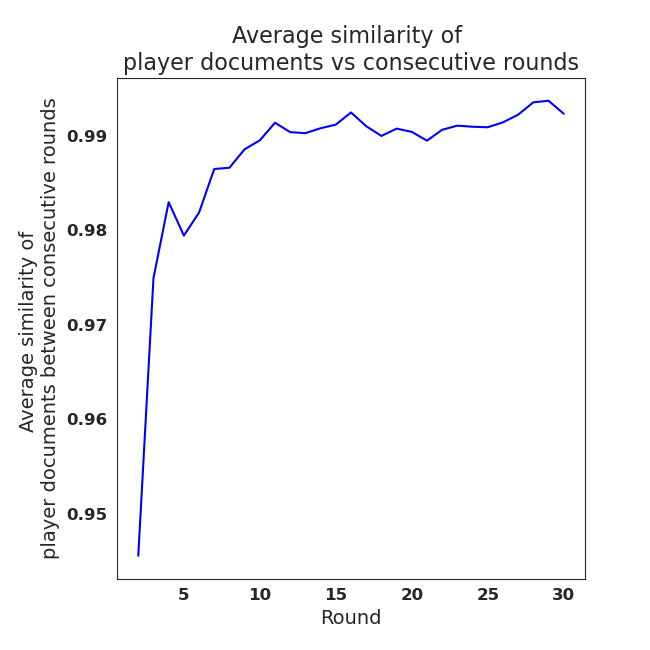 Average similarity of
player documents vs consecutive rounds
Average similarity of
player documents between consecutive rounds
0.99
0.98
0.97
0.96
0.95
5 10 15 20 25 30
Round